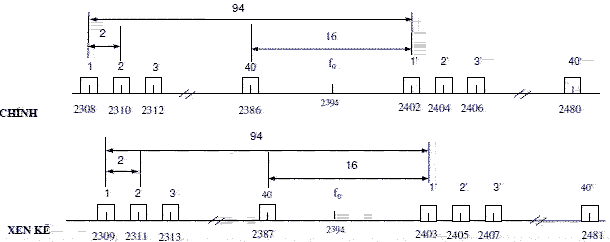 94
2
16
1 2 3' 40 f₀ 1' 2' 3' 40'
CHÍNH 2308 2310 2312 2386 2394 2402 2404 2406 2480
94
2
16
1 2 3 40 f₀ 1' 2' 3' 40'
XEN KẼ 2309 2311 2313 2387 2394 2403 2405 2407 2481